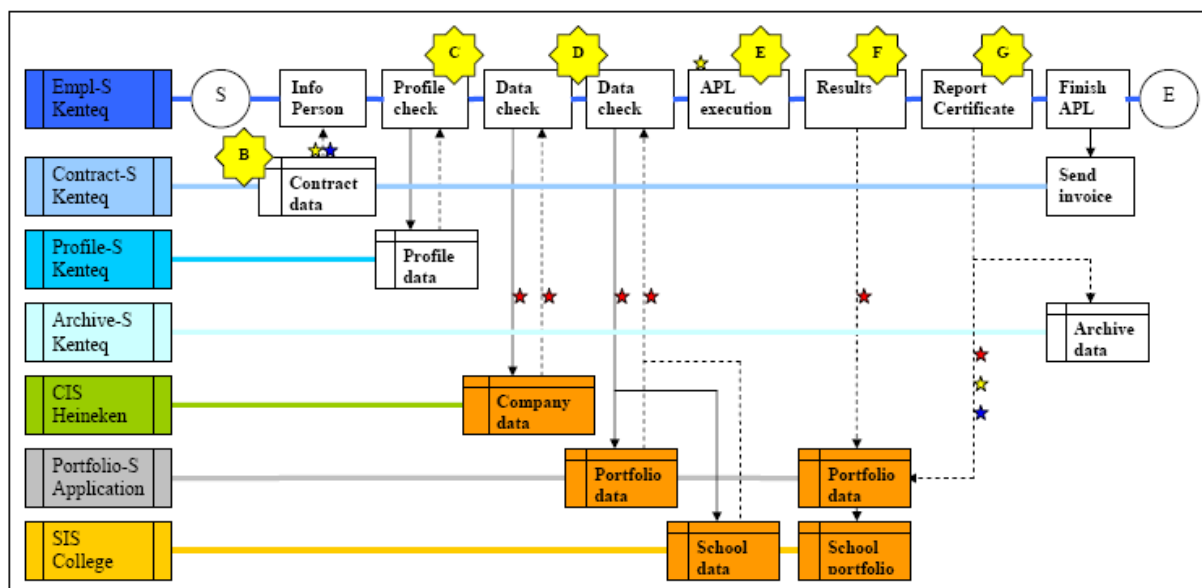 C
D
E
F
G
Empl-S
Kenteq
S
Info
Person
Profile
check
Data
check
Data
check
APL
execution
Results
Report
Certificate
Finish
APL
E
B
Contract-S
Kenteq
Contract
data
Send
invoice
Profile-S
Kenteq
Profile
data
Archive-S
Kenteq
Archive
data
CIS
Heineken
Company
data
Portfolio-S
Application
Portfolio
data
Portfolio
data
SIS
College
School
data
School
portfolio